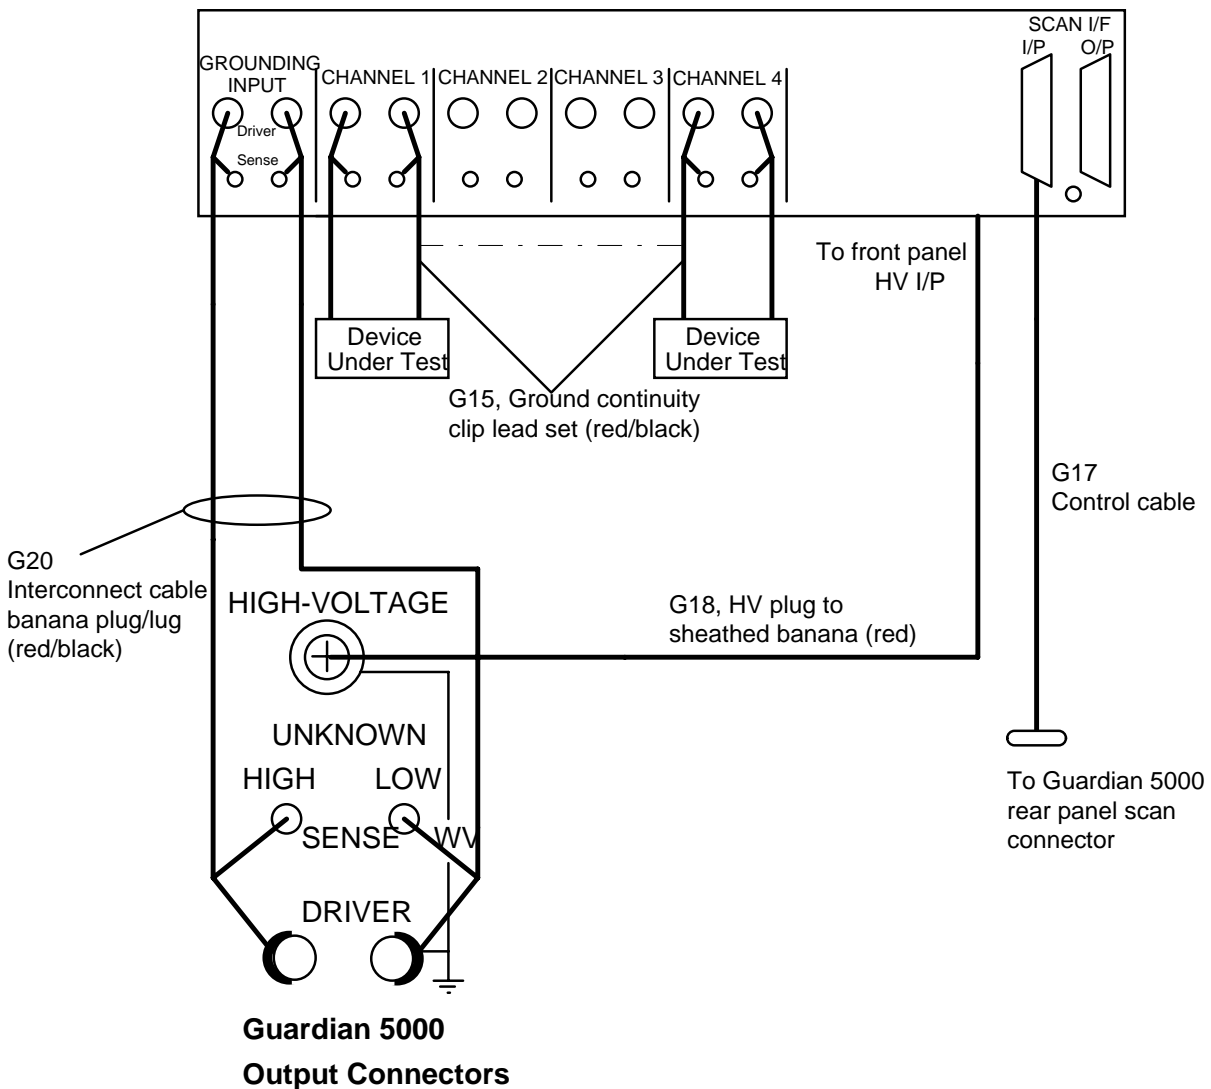 SCAN I/F
I/P O/P
GROUNDING
INPUT
CHANNEL 1
CHANNEL 2
CHANNEL 3
CHANNEL 4
Driver
Sense
To front panel
HV I/P
Device
Under Test
Device
Under Test
G15, Ground continuity
clip lead set (red/black)
G17
Control cable
G20
Interconnect cable
banana plug/lug
(red/black)
HIGH-VOLTAGE
G18, HV plug to
sheathed banana (red)
UNKNOWN
HIGH LOW
SENSE WV
To Guardian 5000
rear panel scan
connector
DRIVER
Guardian 5000
Output Connectors